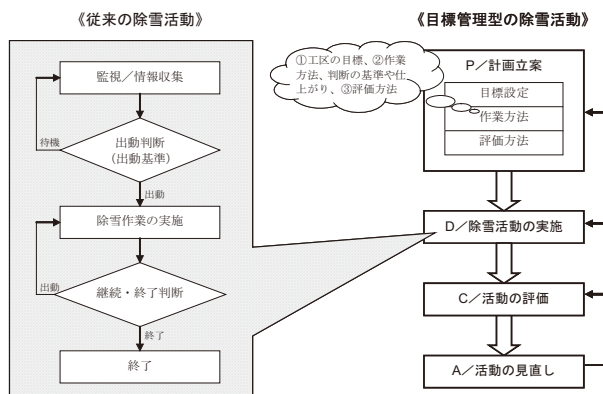 《従来の除雪活動》
監視／情報収集
待機
出動判断
(出動基準)
出動
除雪作業の実施
出動
継続・終了判断
終了
終了
《目標管理型の除雪活動》
①工区の目標、②作業
方法、判断の基準や仕
上がり、③評価方法
P／計画立案
目標設定
作業方法
評価方法
D／除雪活動の実施
C／活動の評価
A／活動の見直し